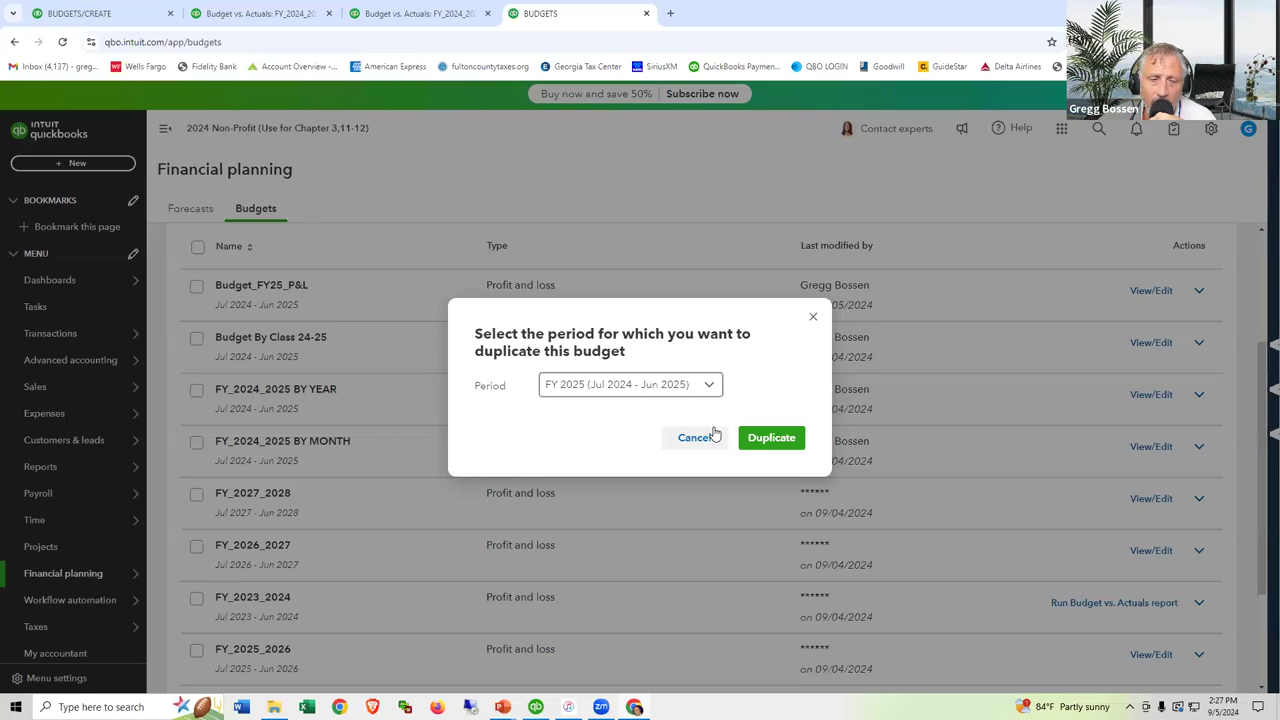 BUDGETS/CREATE
Budget vs. Actuals: FY_2024_20
Budget vs. Actuals: FY_2024_202
BUDGETS
qbo.intuit.com/app/budgets
Inbox (4,137) - greg...
Wells Fargo
Fidelity Bank
Account Overview -...
American Express
fultoncountytaxes.org
Georgia Tax Center
SiriusXM
QuickBooks Paymen...
QBO LOGIN
Goodwill
GuideStar
Delta Airlines
Gregg Bossen
Buy now and save 50%
Subscribe now
INTUIT
quickbooks
2024 Non-Profit (Use for Chapter 3,11-12)
Contact experts
Help
G
+ New
Financial planning
BOOKMARKS
Bookmark this page
Forecasts
Budgets
MENU
Dashboards
Tasks
Transactions
Advanced accounting
Sales
Expenses
Customers & leads
Reports
Payroll
Time
Projects
Financial planning
Workflow automation
Taxes
My accountant
Menu settings
Name
Type
Last modified by
Actions
Budget_FY25_P&L
Profit and loss
Gregg Bossen
View/Edit
Jul 2024 - Jun 2025
05/2024
Budget By Class 24-25
Bossen
View/Edit
Jul 2024 - Jun 2025
FY_2024_2025 BY YEAR
Bossen
View/Edit
Jul 2024 - Jun 2025
FY_2024_2025 BY MONTH
Bossen
View/Edit
Jul 2024 - Jun 2025
FY_2027_2028
Profit and loss
******
View/Edit
Jul 2027 - Jun 2028
on 09/04/2024
FY_2026_2027
Profit and loss
******
View/Edit
Jul 2026 - Jun 2027
on 09/04/2024
FY_2023_2024
Profit and loss
******
Run Budget vs. Actuals report
Jul 2023 - Jun 2024
on 09/04/2024
FY_2025_2026
Profit and loss
******
View/Edit
Jul 2025 - Jun 2026
on 09/04/2024
Select the period for which you want to
duplicate this budget
Period
FY 2025 (Jul 2024 - Jun 2025)
Cancel
Duplicate
Type here to search
84°F Partly sunny
2:27 PM
9/5/2024